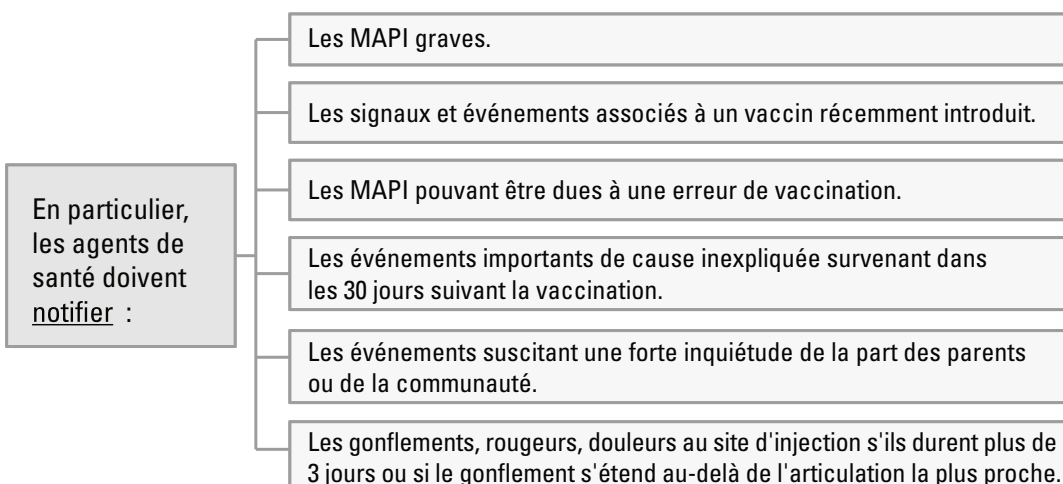 En particulier,
les agents de
santé doivent
notifier :
Les MAPI graves.
Les signaux et événements associés à un vaccin récemment introduit.
Les MAPI pouvant être dues à une erreur de vaccination.
Les événements importants de cause inexpliquée survenant dans
les 30 jours suivant la vaccination.
Les événements suscitant une forte inquiétude de la part des parents
ou de la communauté.
Les gonflements, rougeurs, douleurs au site d'injection s'ils durent plus de
3 jours ou si le gonflement s'étend au-delà de l'articulation la plus proche.